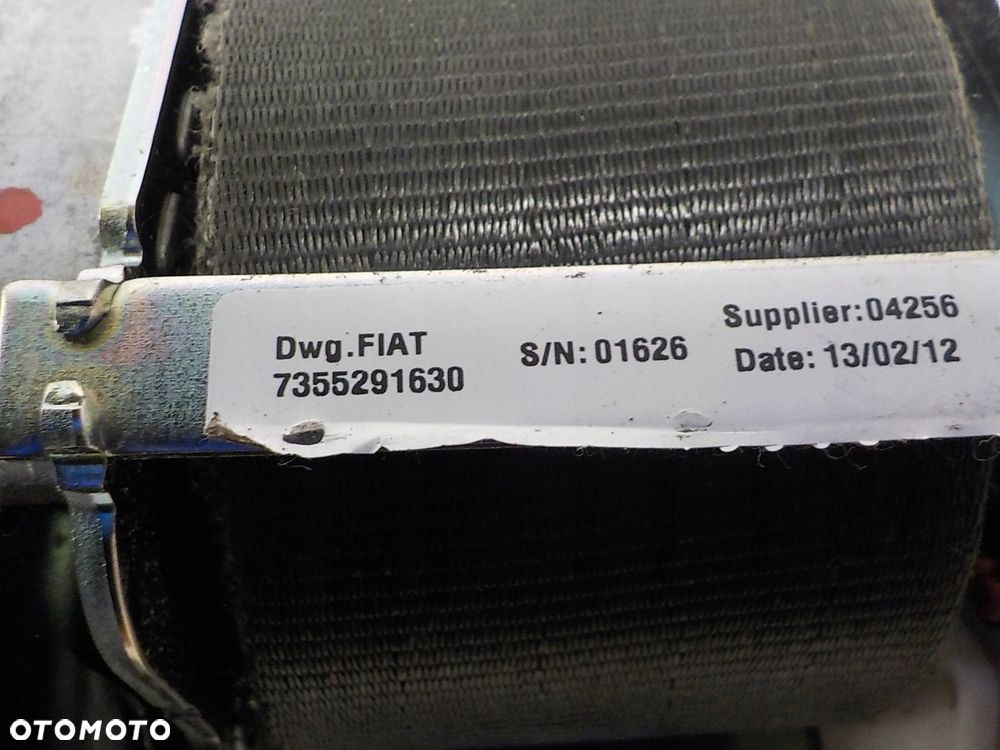 Dwg.FIAT
7355291630
S/N: 01626
Supplier:04256
Date: 13/02/12
OTOMOTO